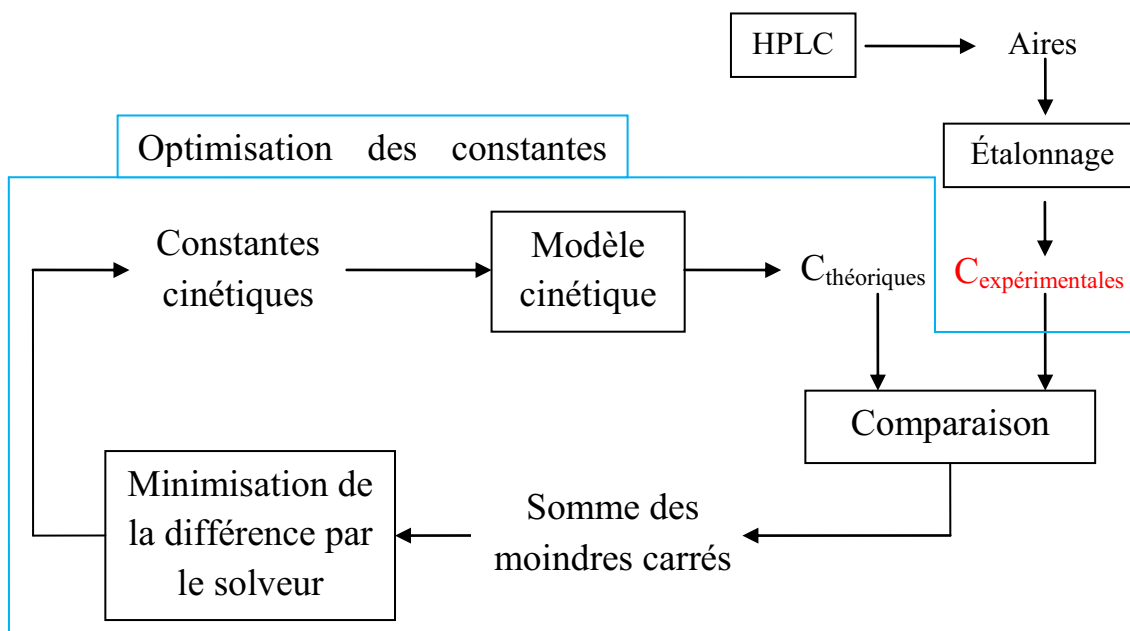 HPLC
Aires
Étalonnage
Optimisation des constantes
Constantes
cinétiques
Modèle
cinétique
Cthéoriques
Cexpérimentales
Comparaison
Somme des
moindres carrés
Minimisation de
la différence par
le solveur